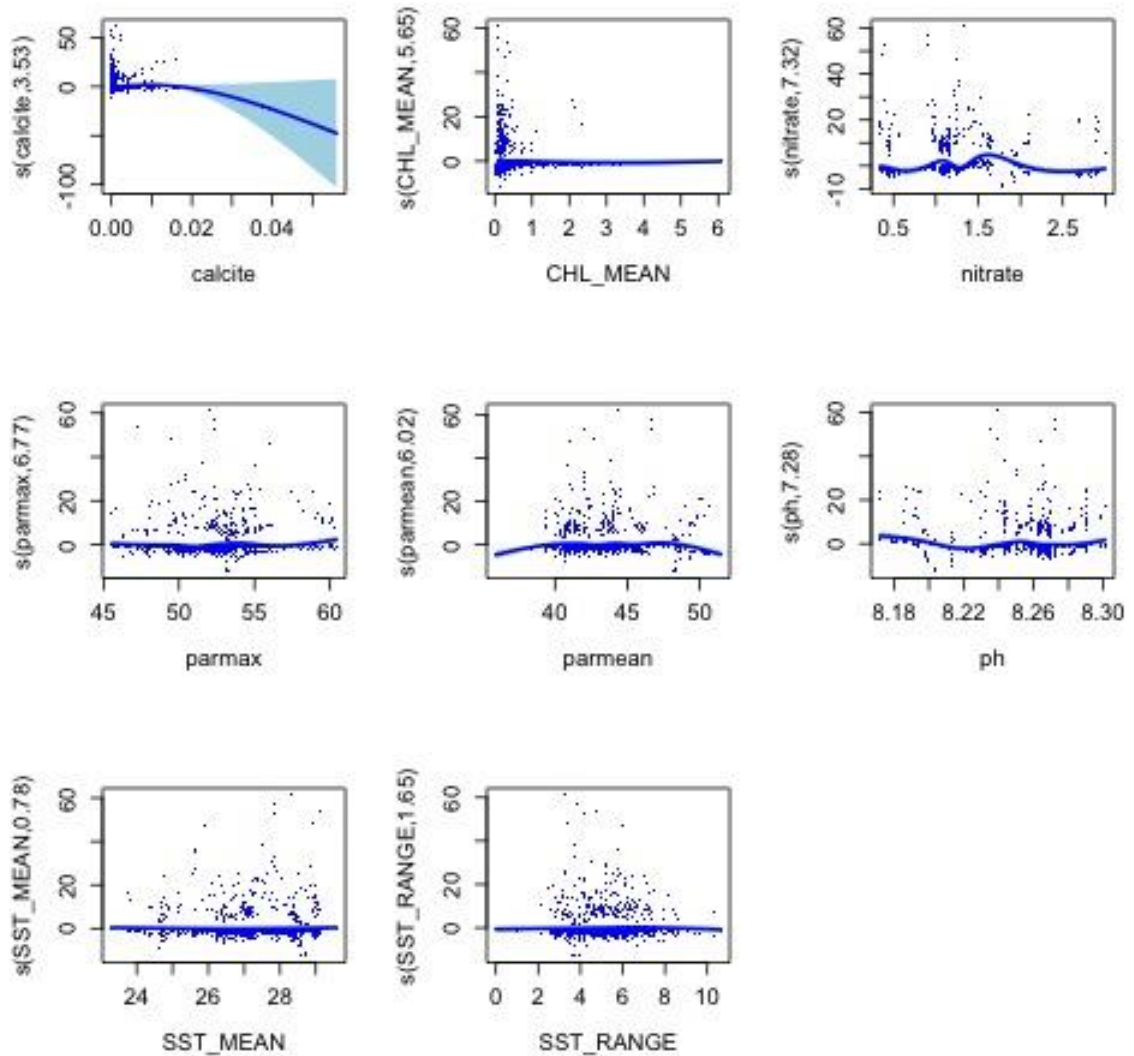 s(calcite,3.53)
50
0
-100
0.00 0.02 0.04
calcite
s(CHL_MEAN,5.65)
60
20
0
0 1 2 3 4 5 6
CHL_MEAN
s(nitrate,7.32)
60
40
20
-10
0.5 1.5 2.5
nitrate
s(parmax,6.77)
60
20
0
45 50 55 60
parmax
s(parmean,6.02)
60
20
0
40 45 50
parmean
s(ph,7.28)
60
20
0
8.18 8.22 8.26 8.30
ph
s(SST_MEAN,0.78)
60
20
0
24 26 28
SST_MEAN
s(SST_RANGE,1.65)
60
20
0
0 2 4 6 8 10
SST_RANGE